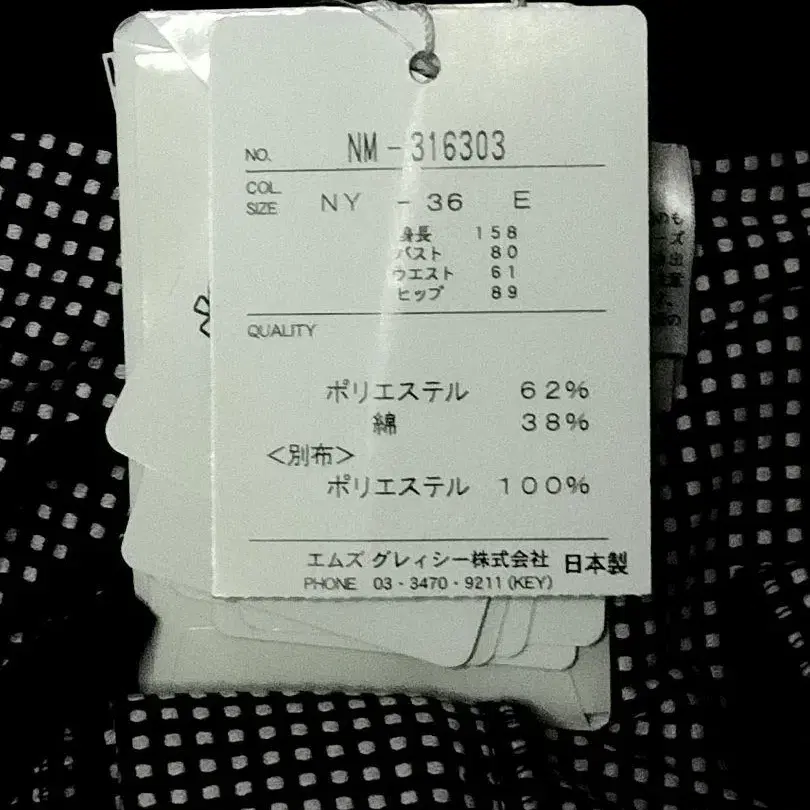 NO. NM-316303
COL.
SIZE NY -36 E
身長 158
バスト 80
ウエスト 61
ヒップ 89
QUALITY
ポリエステル 62%
綿 38%
<別布>
ポリエステル 100%
エムズ グレィシー株式会社 日本製
PHONE 03-3470-9211(KEY)